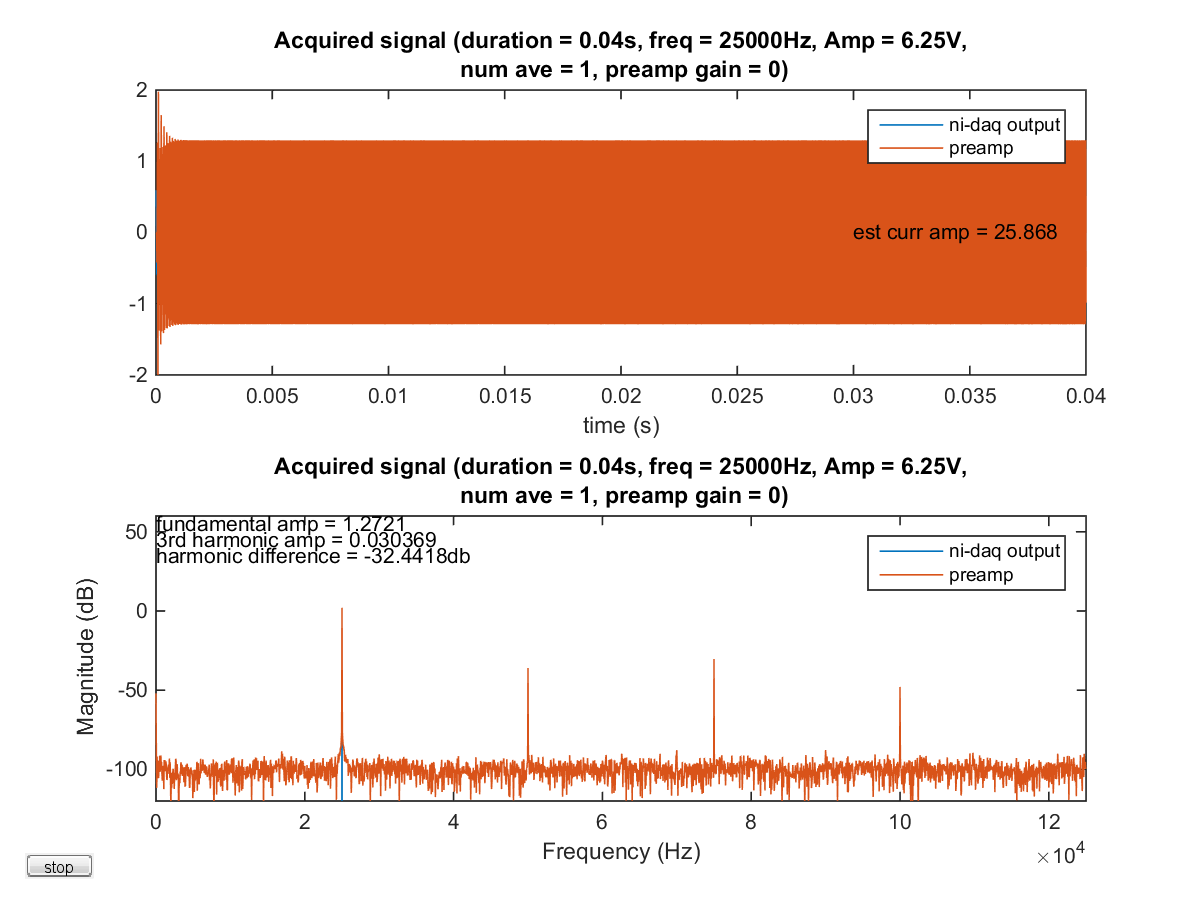 Acquired signal (duration = 0.04s, freq = 25000Hz, Amp = 6.25V,
num ave = 1, preamp gain = 0)
2
1
0
-1
-2
ni-daq output
preamp
est curr amp = 25.868
0 0.005 0.01 0.015 0.02 0.025 0.03 0.035 0.04
time (s)
Acquired signal (duration = 0.04s, freq = 25000Hz, Amp = 6.25V,
num ave = 1, preamp gain = 0)
fundamental amp = 1.2721
3rd harmonic amp = 0.030369
harmonic difference = -32.4418db
ni-daq output
preamp
Magnitude (dB)
50
0
-50
-100
0 2 4 6 8 10 12
Frequency (Hz)
×10⁴
stop